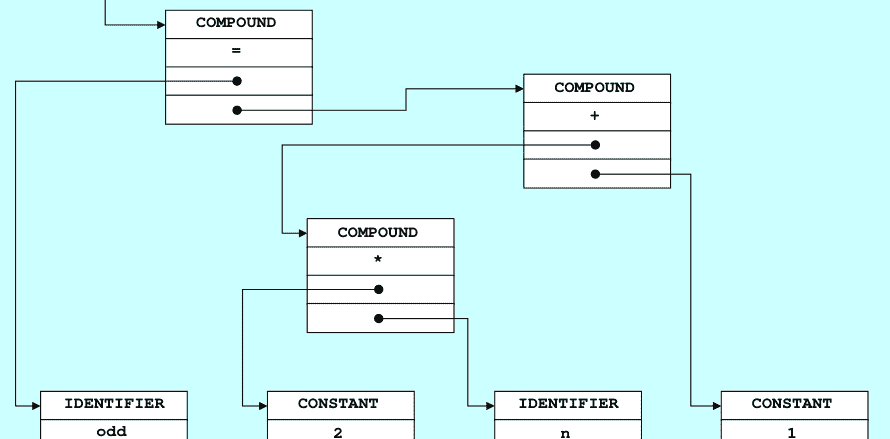 COMPOUND
=
COMPOUND
+
COMPOUND
*
IDENTIFIER
odd
CONSTANT
2
IDENTIFIER
n
CONSTANT
1